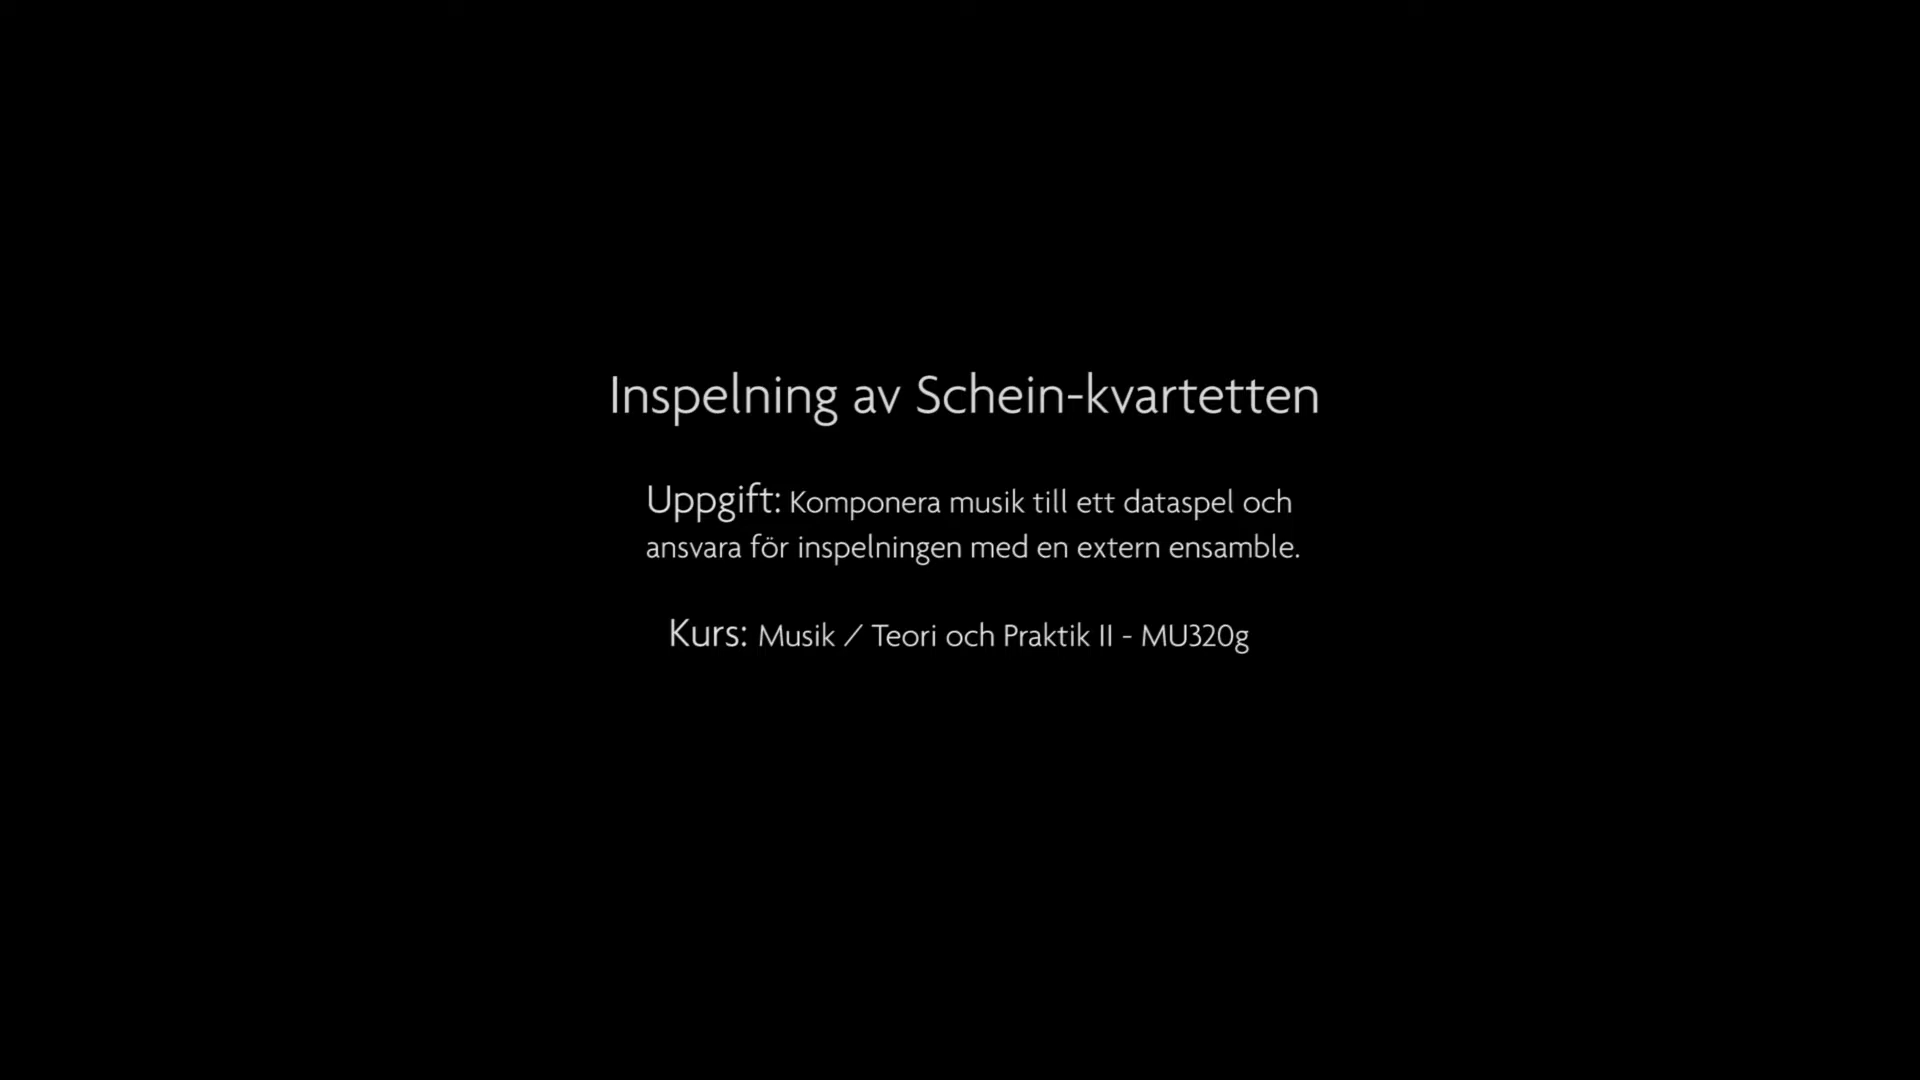 Inspelning av Schein-kvartetten
Uppgift: Komponera musik till ett dataspel och
ansvara för inspelningen med en extern ensamble.
Kurs: Musik / Teori och Praktik II - MU320g